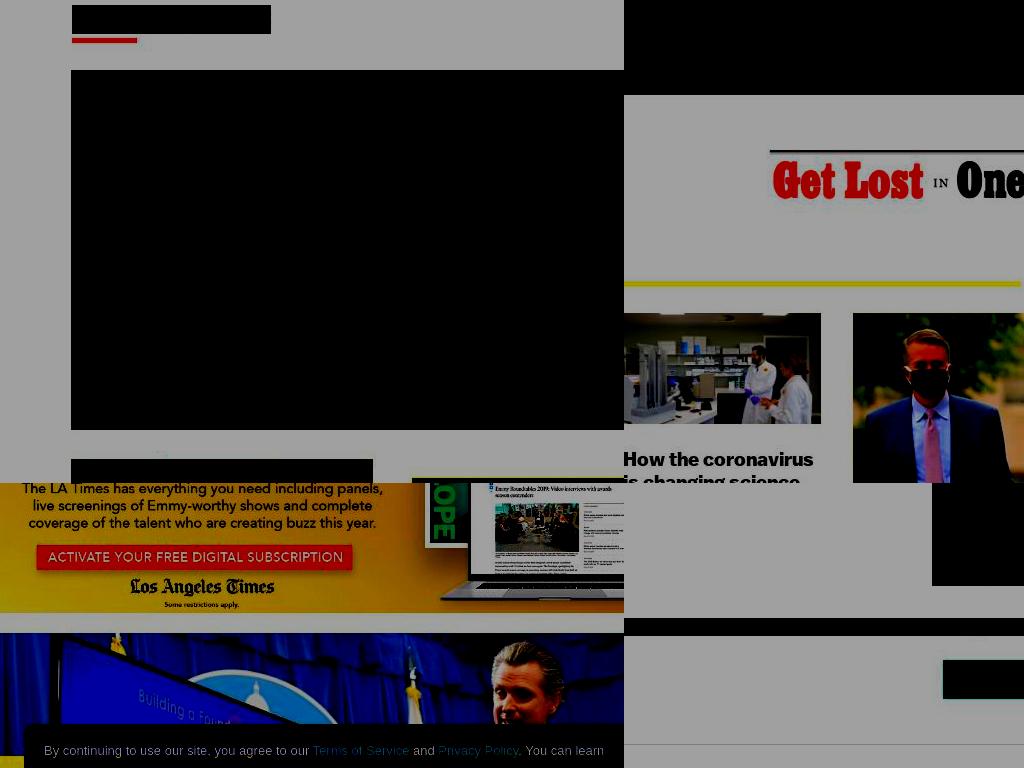 Get Lost IN One
How the coronavirus
is changing science
The LA Times has everything you need including panels,
live screenings of Emmy-worthy shows and complete
coverage of the talent who are creating buzz this year.
ACTIVATE YOUR FREE DIGITAL SUBSCRIPTION
Los Angeles Times
Some restrictions apply.
OPE
Emmy Roundtables 2019: Video interviews with awards
season contenders
Building a Found
By continuing to use our site, you agree to our Terms of Service and Privacy Policy. You can learn